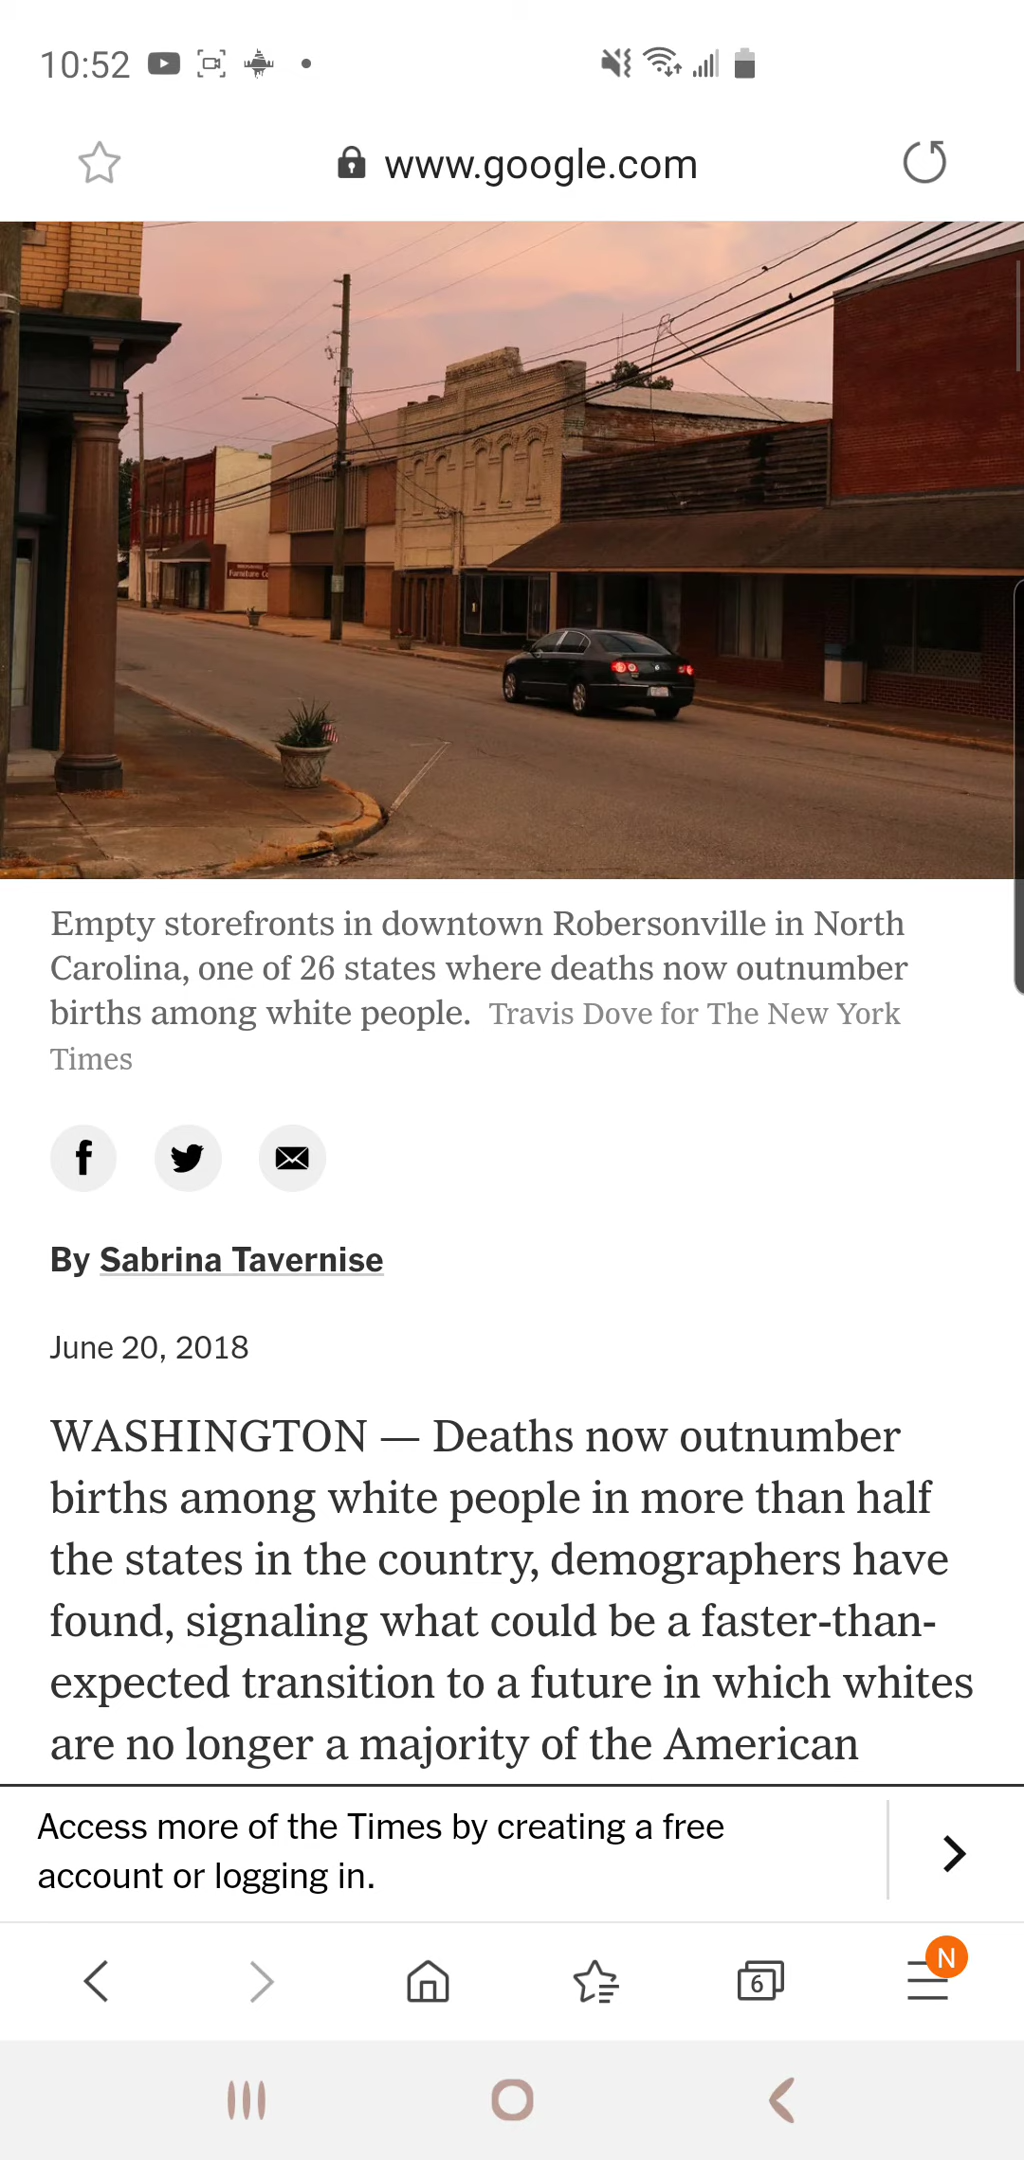 10:52
www.google.com
Furniture Co
Empty storefronts in downtown Robersonville in North
Carolina, one of 26 states where deaths now outnumber
births among white people. Travis Dove for The New York
Times
By Sabrina Tavernise
June 20, 2018
WASHINGTON — Deaths now outnumber
births among white people in more than half
the states in the country, demographers have
found, signaling what could be a faster-than-
expected transition to a future in which whites
are no longer a majority of the American
Access more of the Times by creating a free
account or logging in.
6
N